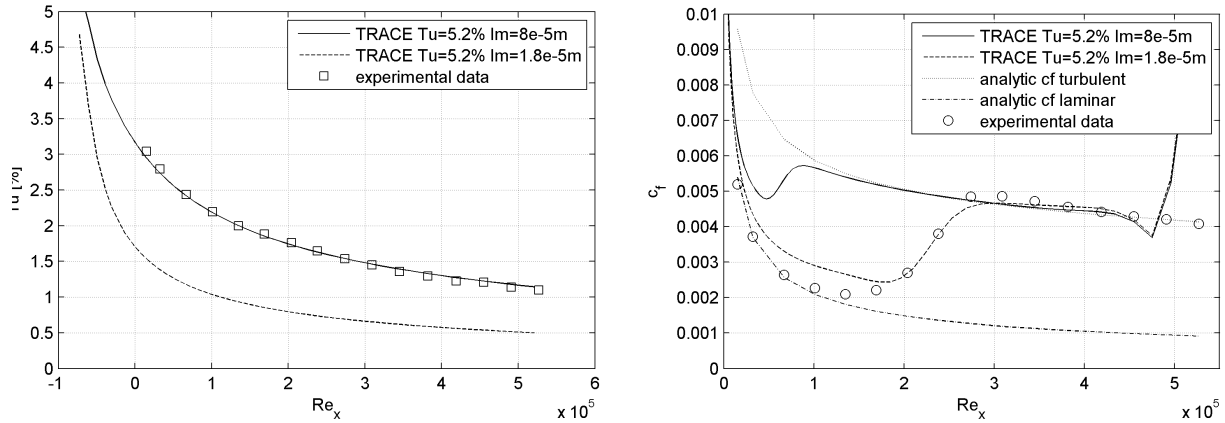 5
4.5
4
3.5
3
2.5
2
1.5
1
0.5
0
-1 0 1 2 3 4 5 6
Re_x
x 10^5
TRACE Tu=5.2% lm=8e-5m
TRACE Tu=5.2% lm=1.8e-5m
experimental data
0.01
0.009
0.008
0.007
0.006
0.005
0.004
0.003
0.002
0.001
0
c_f
0 1 2 3 4 5
Re_x
x 10^5
TRACE Tu=5.2% lm=8e-5m
TRACE Tu=5.2% lm=1.8e-5m
analytic cf turbulent
analytic cf laminar
experimental data